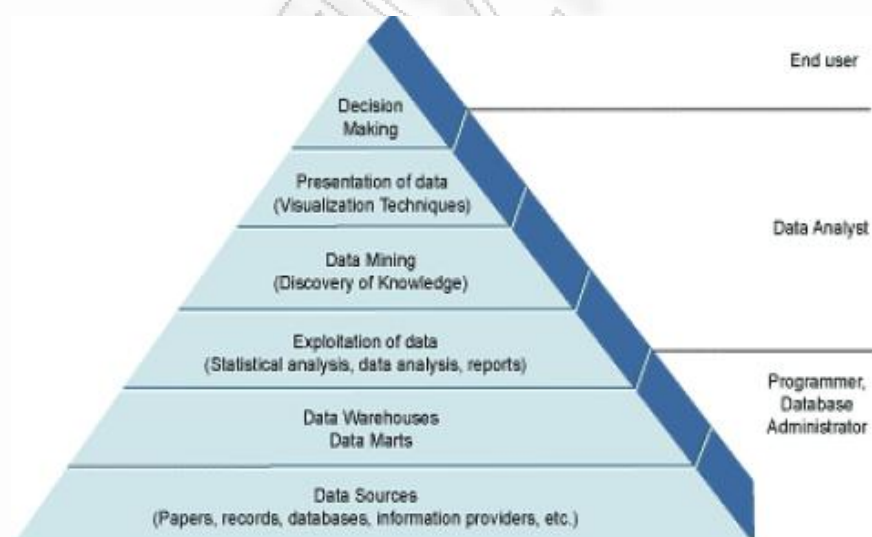 End user
Decision
Making
Presentation of data
(Visualization Techniques)
Data Analyst
Data Mining
(Discovery of Knowledge)
Exploitation of data
(Statistical analysis, data analysis, reports)
Programmer,
Database
Administrator
Data Warehouses
Data Marts
Data Sources
(Papers, records, databases, information providers, etc.)